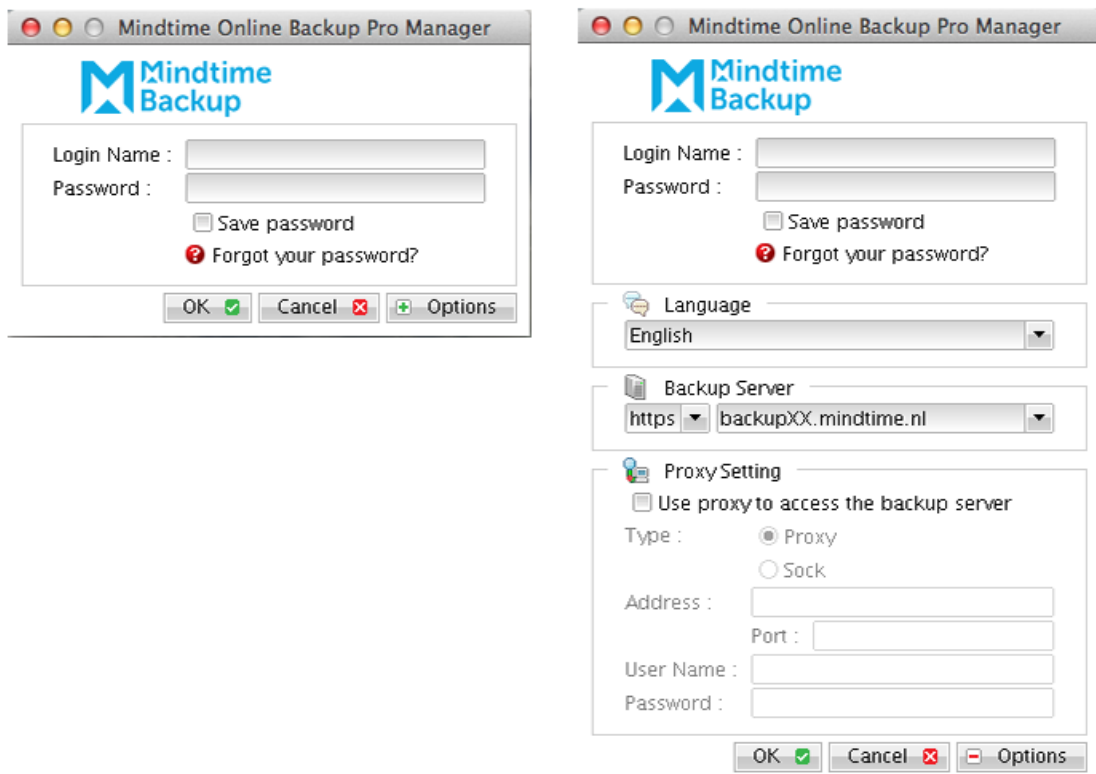 Mindtime Online Backup Pro Manager
Mindtime
Backup
Login Name :
Password :
Save password
Forgot your password?
OK Cancel Options
Mindtime Online Backup Pro Manager
Mindtime
Backup
Login Name :
Password :
Save password
Forgot your password?
Language
English
Backup Server
https backupXX.mindtime.nl
Proxy Setting
Use proxy to access the backup server
Type : Proxy
Sock
Address :
Port :
User Name :
Password :
OK Cancel Options